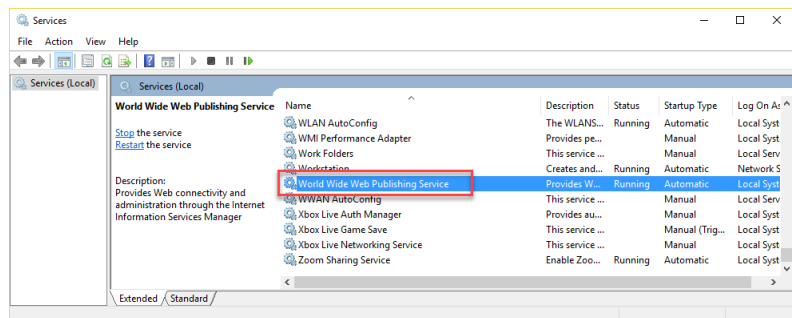 Services
File Action View Help
Services (Local)
Services (Local)
World Wide Web Publishing Service
Stop the service
Restart the service
Description:
Provides Web connectivity and
administration through the Internet
Information Services Manager
Name Description Status Startup Type Log On As
WLAN AutoConfig The WLANS... Running Automatic Local Syst
WMI Performance Adapter Provides pe... Manual Local Syst
Work Folders This service ... Manual Local Serv
Workstation Creates and... Running Automatic Network S
World Wide Web Publishing Service Provides W... Running Automatic Local Syst
WWAN AutoConfig This service ... Manual Local Serv
Xbox Live Auth Manager Provides au... Manual Local Syst
Xbox Live Game Save This service ... Manual (Trig... Local Syst
Xbox Live Networking Service This service ... Manual Local Syst
Zoom Sharing Service Enable Zoo... Running Automatic Local Syst
Extended Standard